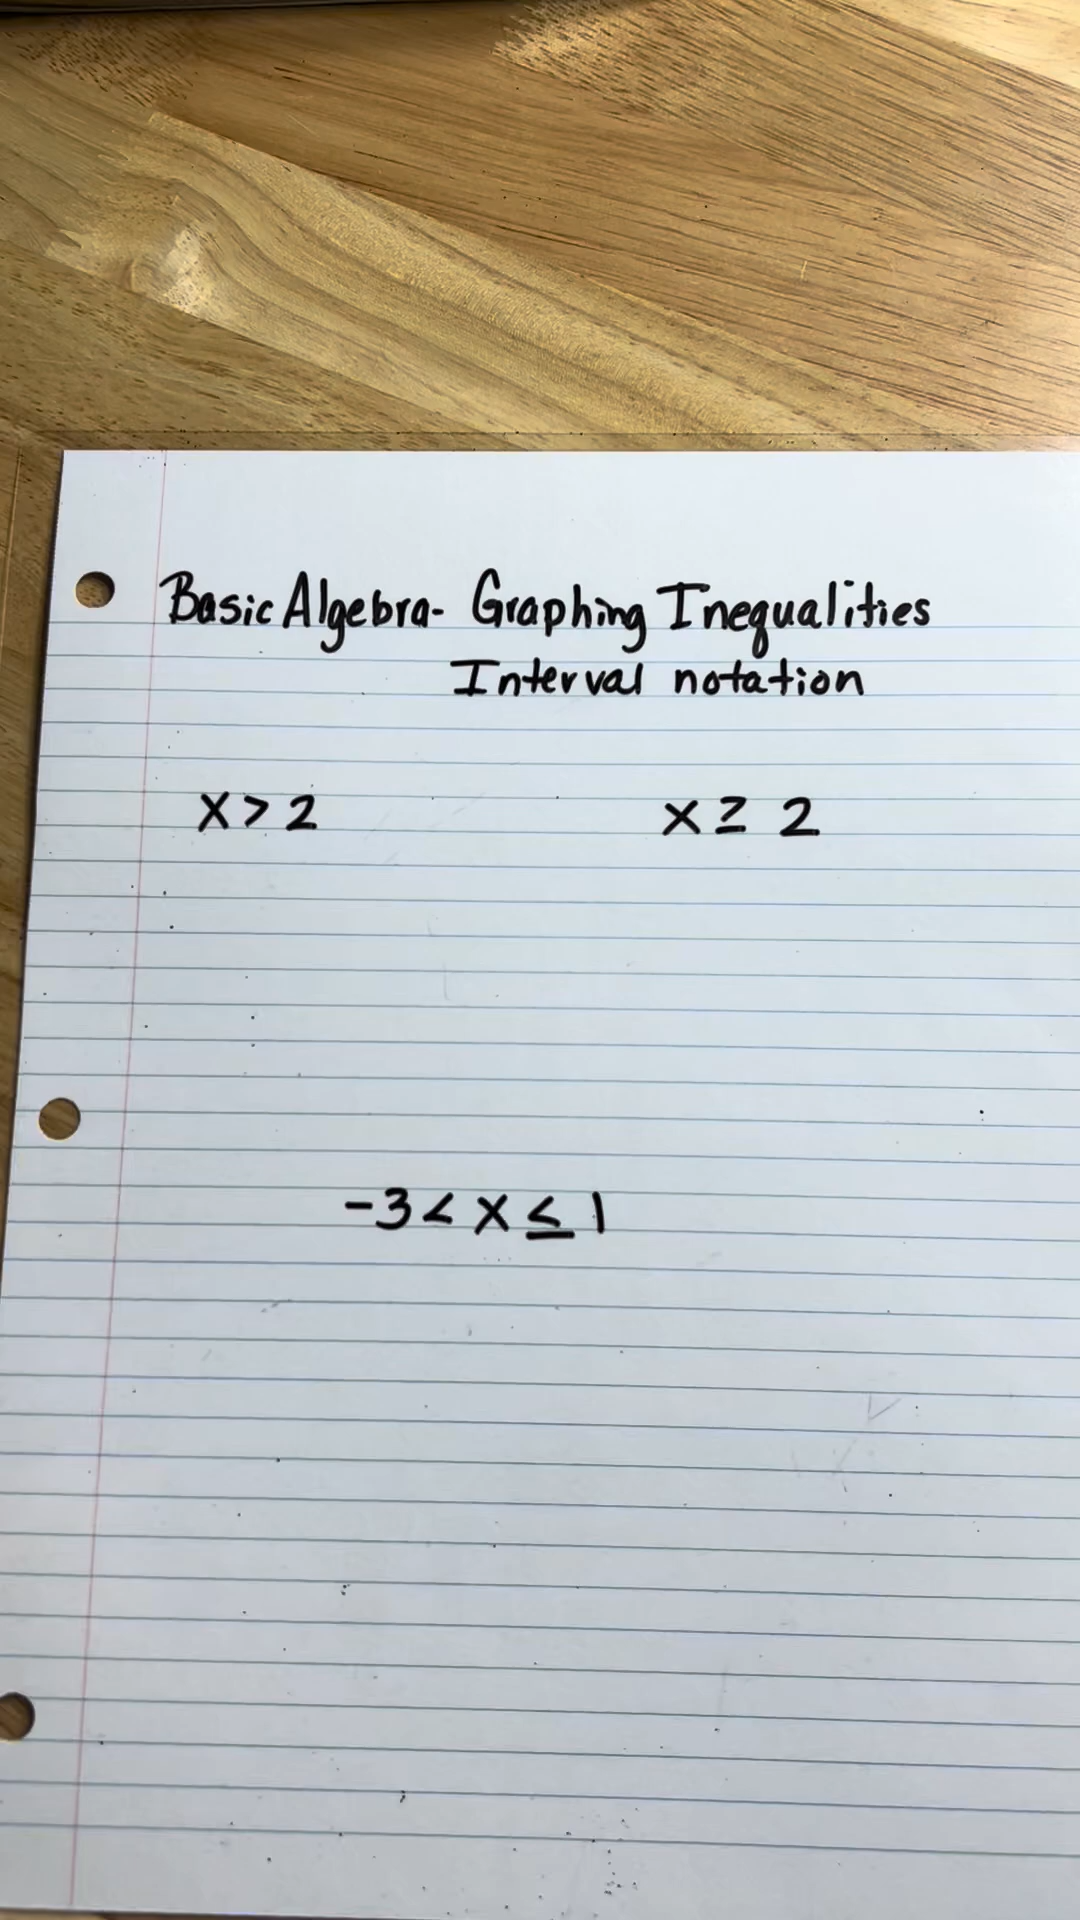 Basic Algebra- Graphing Inequalities
Interval notation
x > 2
x ≥ 2
-3 < x ≤ 1